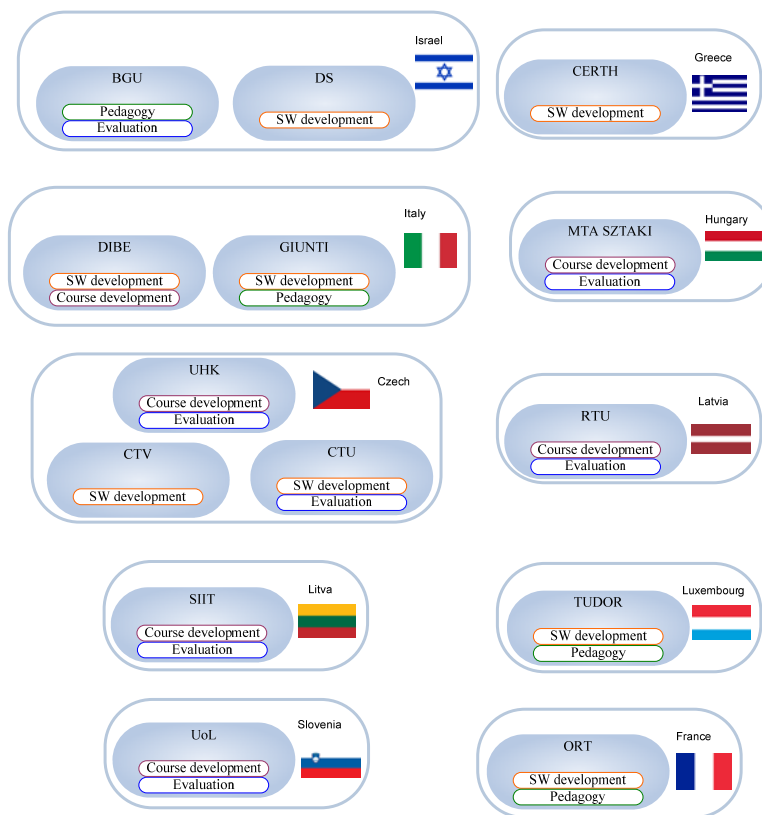 Israel
BGU
Pedagogy
Evaluation
DS
SW development
Greece
CERTH
SW development
Italy
DIBE
SW development
Course development
GIUNTI
SW development
Pedagogy
Hungary
MTA SZTAKI
Course development
Evaluation
Czech
UHK
Course development
Evaluation
CTV
SW development
CTU
SW development
Evaluation
Latvia
RTU
Course development
Evaluation
Litva
SIIT
Course development
Evaluation
Luxembourg
TUDOR
SW development
Pedagogy
Slovenia
UoL
Course development
Evaluation
France
ORT
SW development
Pedagogy